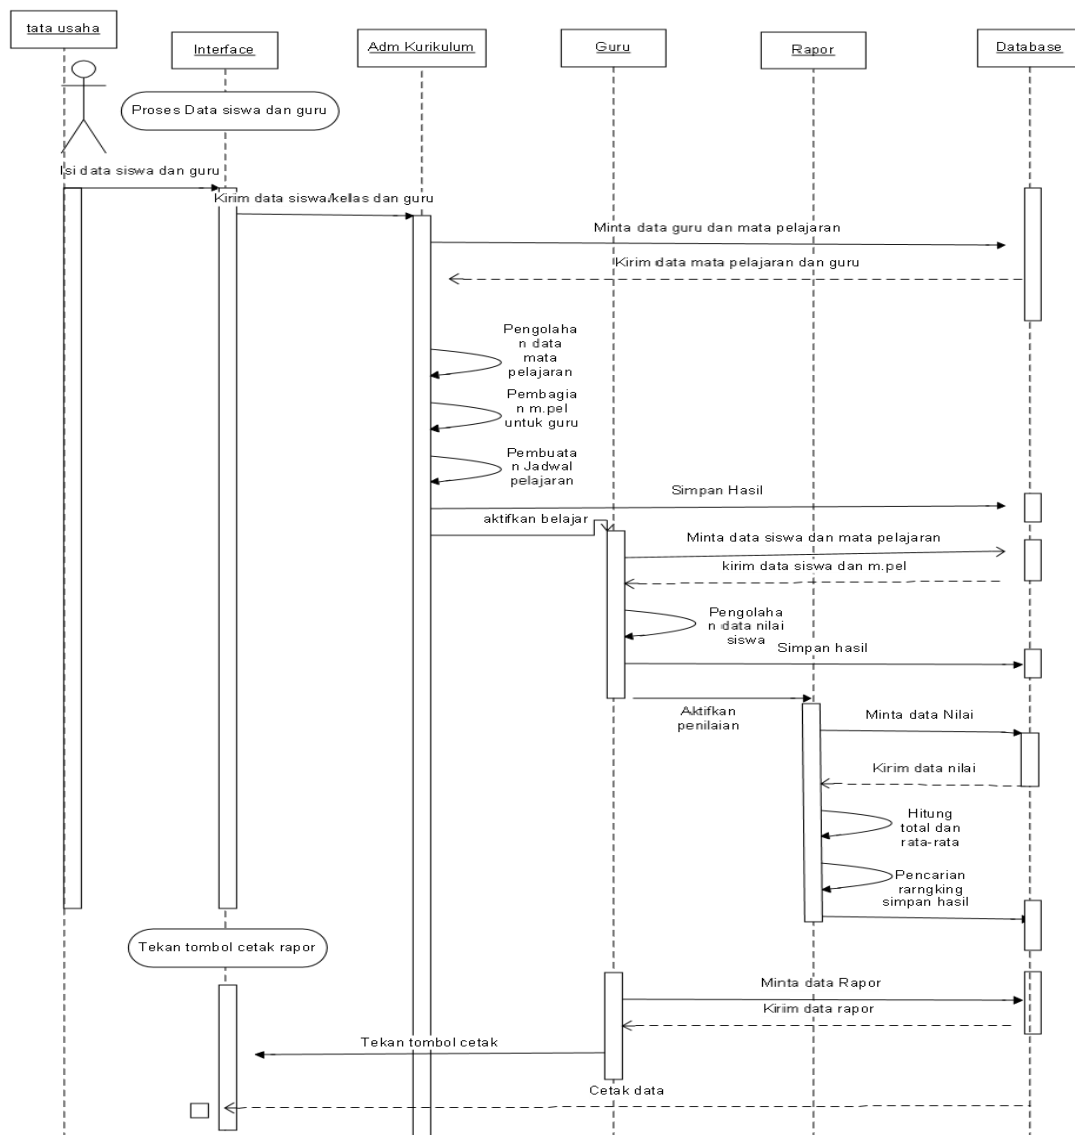 tata usaha
Interface
Adm Kurikulum
Guru
Rapor
Database
Proses Data siswa dan guru
Isi data siswa dan guru
Kirim data siswa/kellas dan guru
Minta data guru dan mata pelajaran
Kirim data mata pelajaran dan guru
Pengolaha
n data
mata
pelajaran
Pembagia
n m.pel
untuk guru
Pembuata
n Jadwal
pelajaran
Simpan Hasil
aktifkan belajar
Minta data siswa dan mata pelajaran
kirim data siswa dan m.pel
Pengolaha
n data nilai
siswa
Simpan hasil
Aktifkan
penilaian
Minta data Nilai
Kirim data nilai
Hitung
total dan
rata-rata
Pencarian
rarngking
simpan hasil
Tekan tombol cetak rapor
Minta data Rapor
Kirim data rapor
Tekan tombol cetak
Cetak data